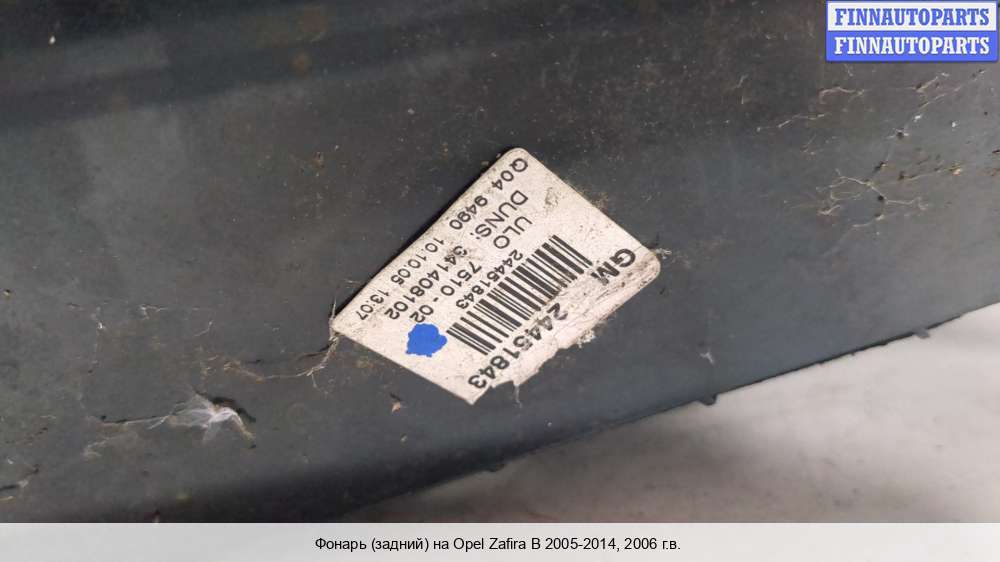 FINNAUTOPARTS
FINNAUTOPARTS
GM 24451843
24451843
ULO 7510 - 02
DUNS: 341408102
Q04 9490 10.10.05 13:07
Фонарь (задний) на Opel Zafira B 2005-2014, 2006 г.в.